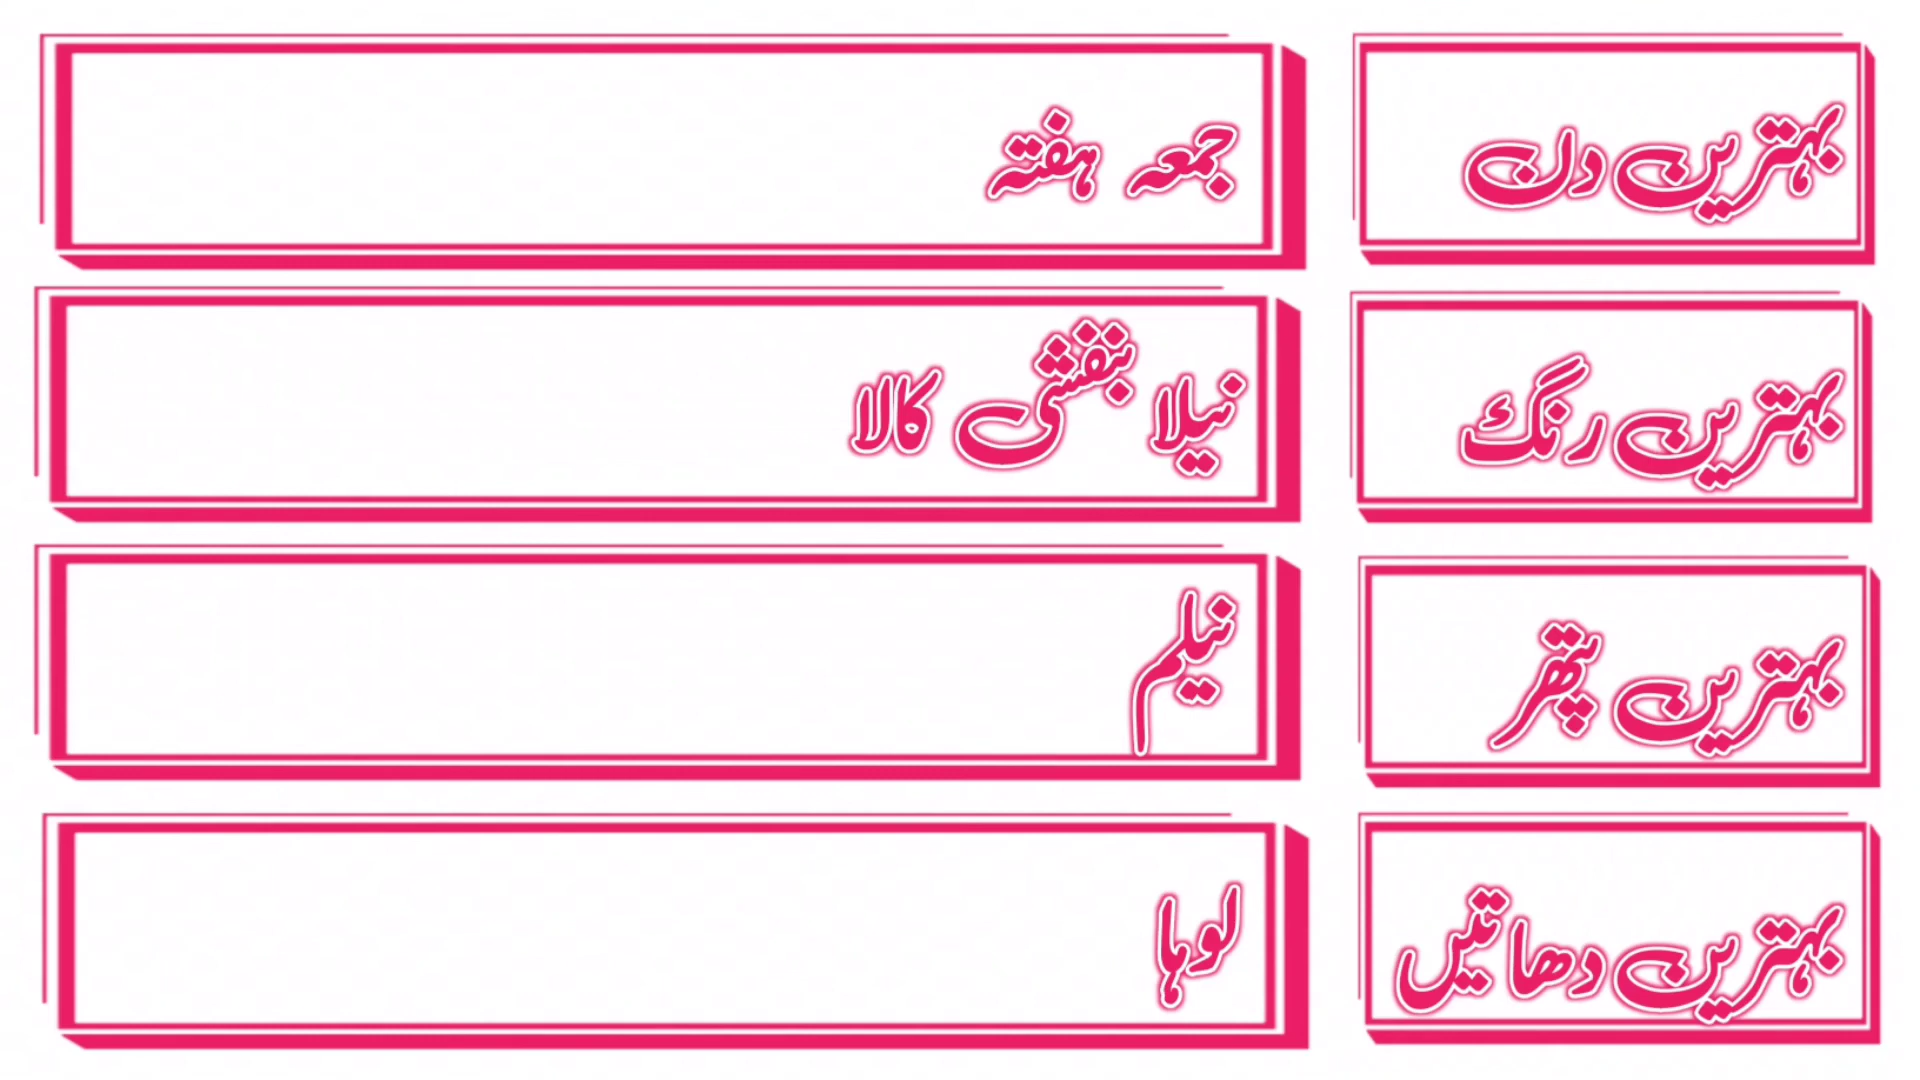 بہترین دن
جمعہ ہفتہ
بہترین رنگ
نیلا بنفشی کالا
بہترین پتھر
نیلم
بہترین دھاتیں
لوہا